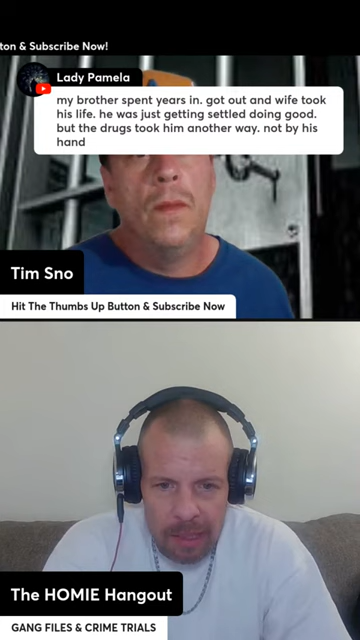 ton & Subscribe Now!
Lady Pamela
my brother spent years in. got out and wife took
his life. he was just getting settled doing good.
but the drugs took him another way. not by his
hand
Tim Sno
Hit The Thumbs Up Button & Subscribe Now
The HOMIE Hangout
GANG FILES & CRIME TRIALS